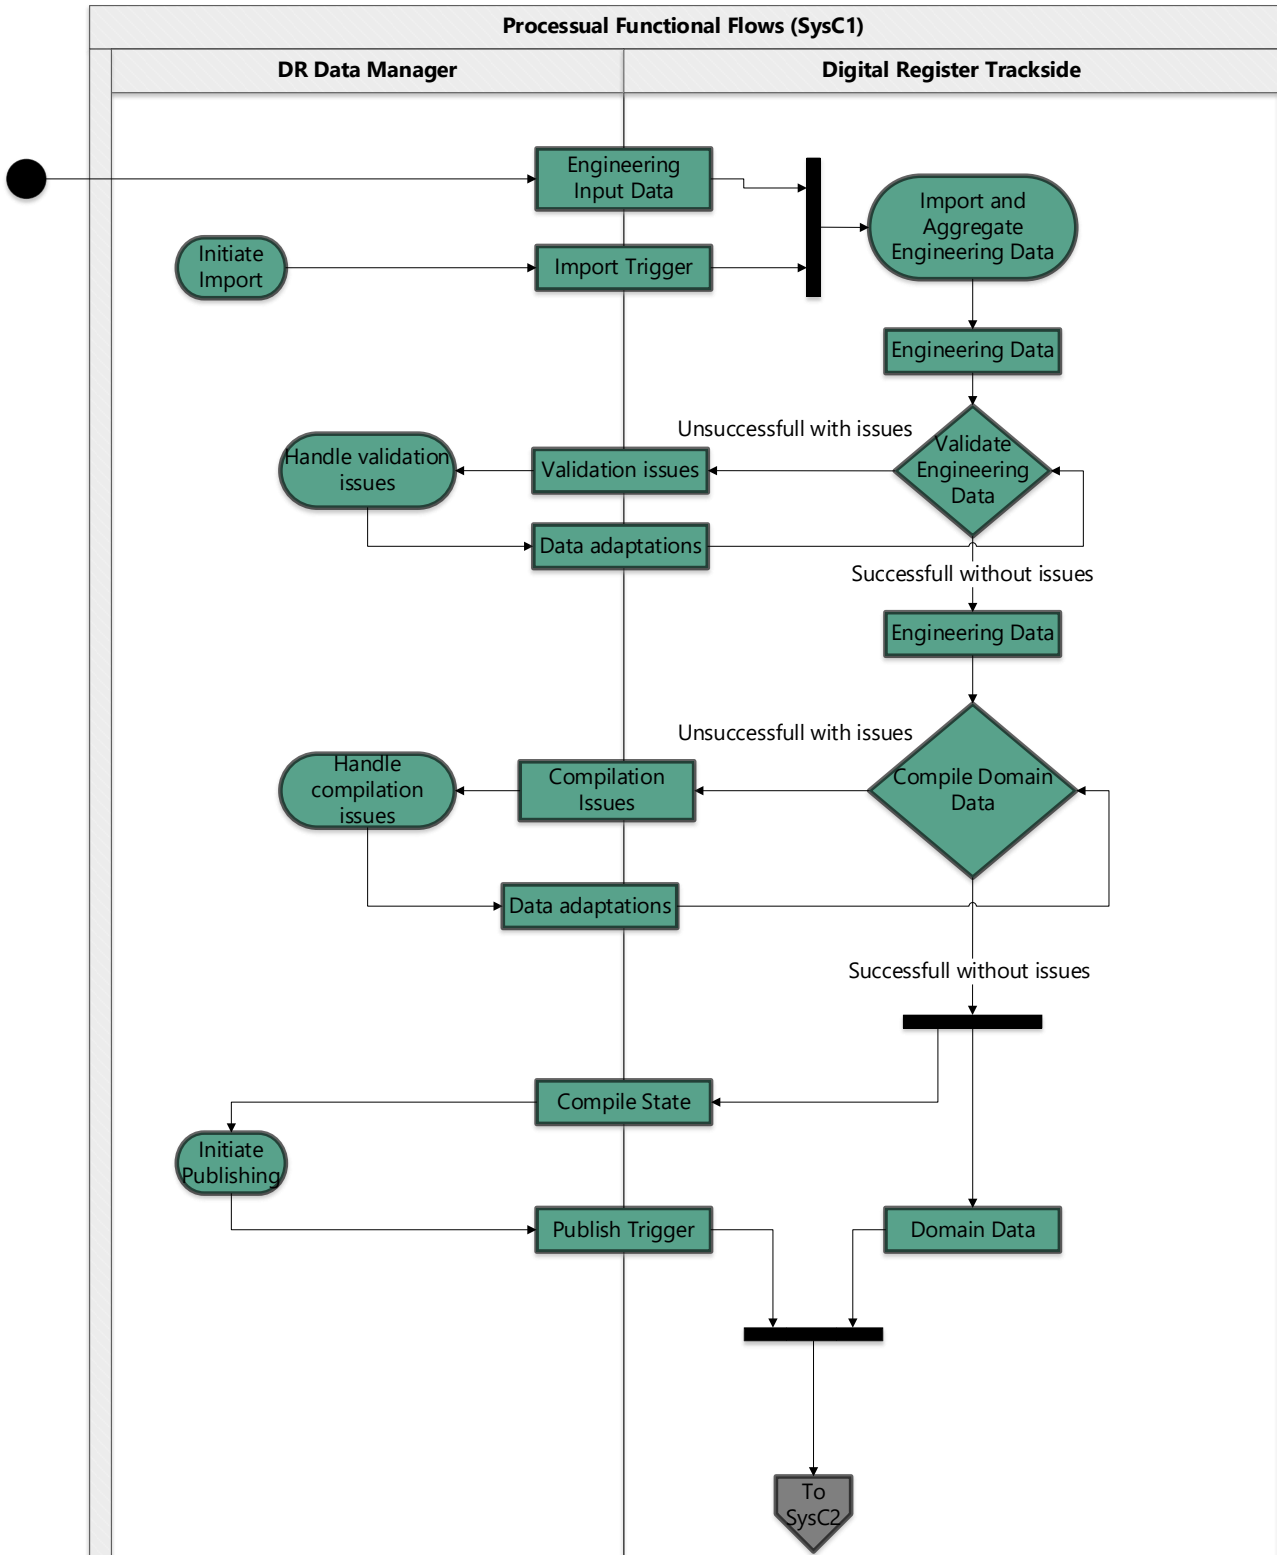 Processual Functional Flows (SysC1)
DR Data Manager
Digital Register Trackside
Engineering
Input Data
Import and
Aggregate
Engineering Data
Initiate
Import
Import Trigger
Engineering Data
Unsuccessfull with issues
Validate
Engineering
Data
Handle validation
issues
Validation issues
Data adaptations
Successfull without issues
Engineering Data
Unsuccessfull with issues
Handle
compilation
issues
Compilation
Issues
Compile Domain
Data
Data adaptations
Successfull without issues
Compile State
Initiate
Publishing
Publish Trigger
Domain Data
To
SysC2